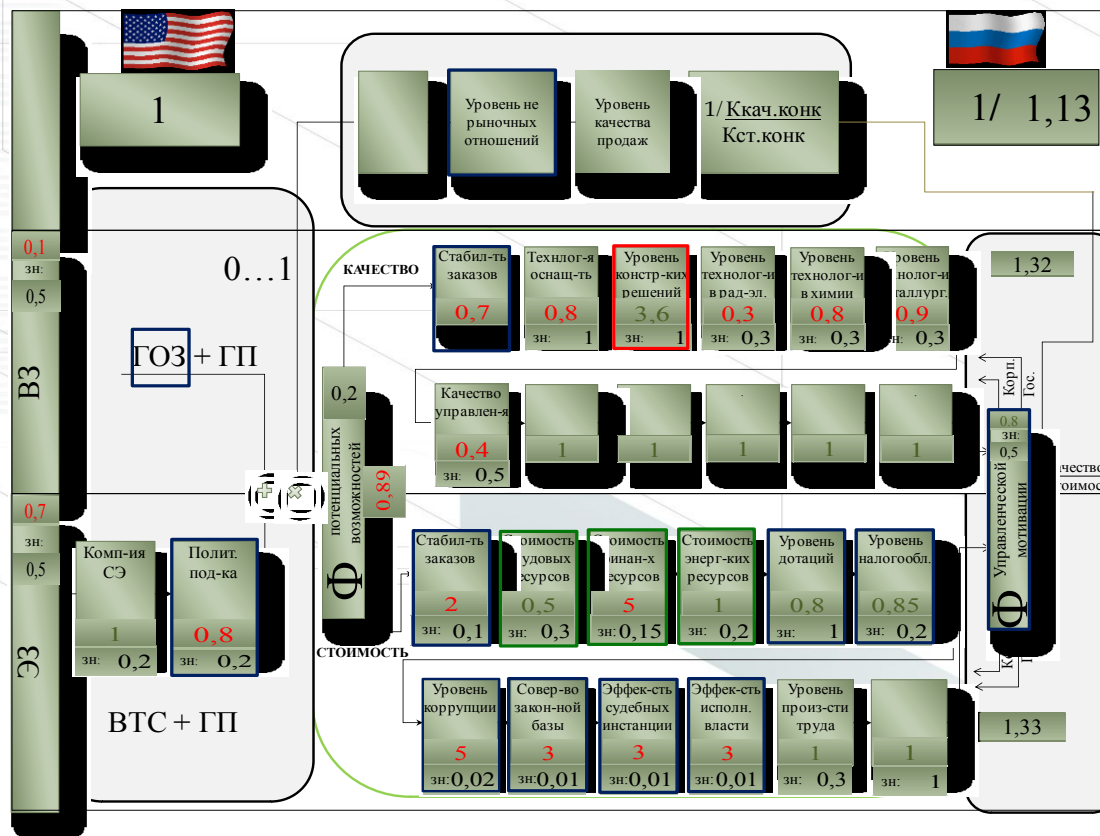 1
Уровень не
рыночных
отношений
Уровень
качества
продаж
1/ Ккач.конк
Кст.конк
1/ 1,13
0,1
зн:
0,5
ВЗ
0…1
ГОЗ + ГП
КАЧЕСТВО
Стабил-ть
заказов
0,7
Технлог-я
оснащ-ть
0,8
зн: 1
Уровень
констр-ких
решений
3,6
зн: 1
Уровень
технолог-и
в рад-эл.
0,3
зн: 0,3
Уровень
технолог-и
в химии
0,8
зн: 0,3
0,9
зн: 0,3
1,32
Качество
управлен-я
0,4
зн: 0,5
1
1
1
1
1
Корп.
Гос.
0,2
Ф
потенциальных
возможностей
0,89
0,8
зн:
0,5
Ф
Управленческой
мотивации
0,7
зн:
0,5
ЭЗ
Комп-ия
СЭ
1
зн: 0,2
Полит.
под-ка
0,8
зн: 0,2
ВТС + ГП
СТОИМОСТЬ
Стабил-ть
заказов
2
зн: 0,1
0,5
зн: 0,3
5
зн: 0,15
Стоимость
энерг-ких
ресурсов
1
зн: 0,2
Уровень
дотаций
0,8
зн: 1
Уровень
налогообл.
0,85
зн: 0,2
Уровень
коррупции
5
зн: 0,02
Совер-во
закон-ной
базы
3
зн: 0,01
Эффек-сть
судебных
инстанции
3
зн: 0,01
Эффек-сть
исполн.
власти
3
зн: 0,01
Уровень
произ-сти
труда
1
зн: 0,3
1
зн: 1
1,33